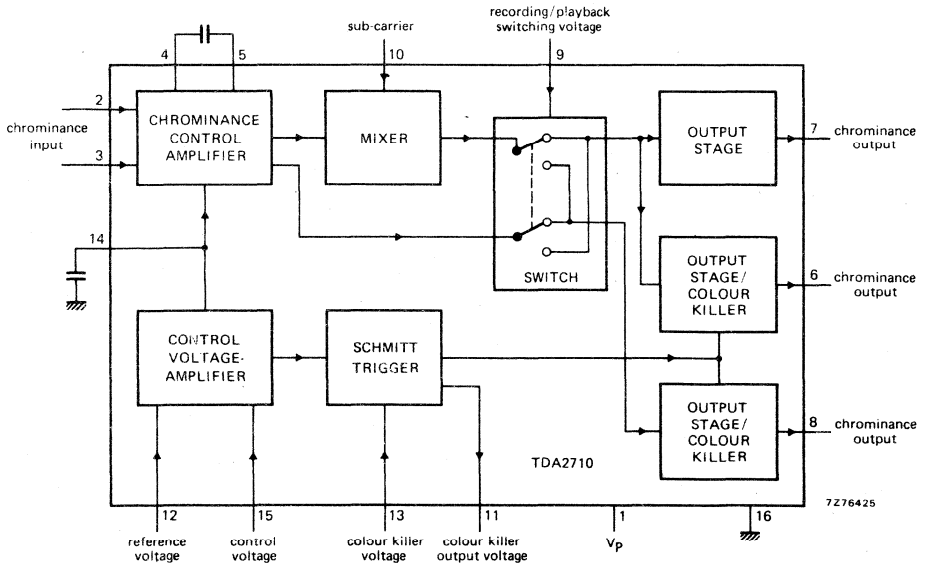 recording/playback
switching voltage
sub-carrier
4
5
10
9
2
chrominance
input
3
CHROMINANCE
CONTROL
AMPLIFIER
MIXER
OUTPUT
STAGE
7
chrominance
output
14
SWITCH
OUTPUT
STAGE/
COLOUR
KILLER
6
chrominance
output
CONTROL
VOLTAGE-
AMPLIFIER
SCHMITT
TRIGGER
OUTPUT
STAGE/
COLOUR
KILLER
8
chrominance
output
TDA2710
7Z76425
12
15
13
11
1
16
reference
voltage
control
voltage
colour killer
voltage
colour killer
output voltage
VP